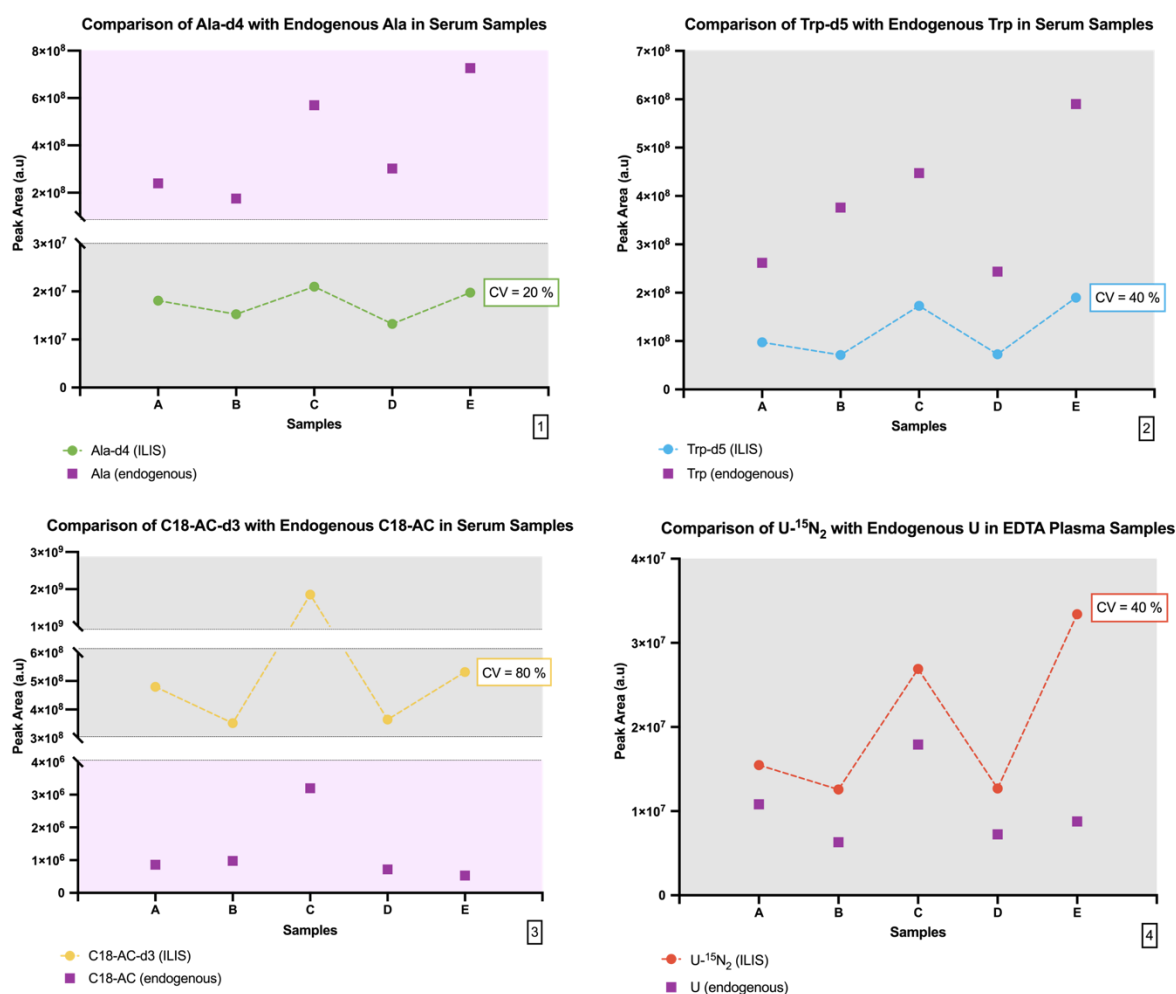 Comparison of Ala-d4 with Endogenous Ala in Serum Samples
Peak Area (a.u)
8×10⁸
6×10⁸
4×10⁸
2×10⁸
3×10⁷
2×10⁷
1×10⁷
0
CV = 20 %
A B C D E
Samples
1
Ala-d4 (ILIS)
Ala (endogenous)
Comparison of Trp-d5 with Endogenous Trp in Serum Samples
Peak Area (a.u)
7×10⁸
6×10⁸
5×10⁸
4×10⁸
3×10⁸
2×10⁸
1×10⁸
0
CV = 40 %
A B C D E
Samples
2
Trp-d5 (ILIS)
Trp (endogenous)
Comparison of C18-AC-d3 with Endogenous C18-AC in Serum Samples
Peak Area (a.u)
3×10⁹
2×10⁹
1×10⁹
6×10⁸
5×10⁸
4×10⁸
3×10⁸
4×10⁶
3×10⁶
2×10⁶
1×10⁶
0
CV = 80 %
A B C D E
Samples
3
C18-AC-d3 (ILIS)
C18-AC (endogenous)
Comparison of U-¹⁵N₂ with Endogenous U in EDTA Plasma Samples
Peak Area (a.u)
4×10⁷
3×10⁷
2×10⁷
1×10⁷
0
CV = 40 %
A B C D E
Samples
4
U-¹⁵N₂ (ILIS)
U (endogenous)